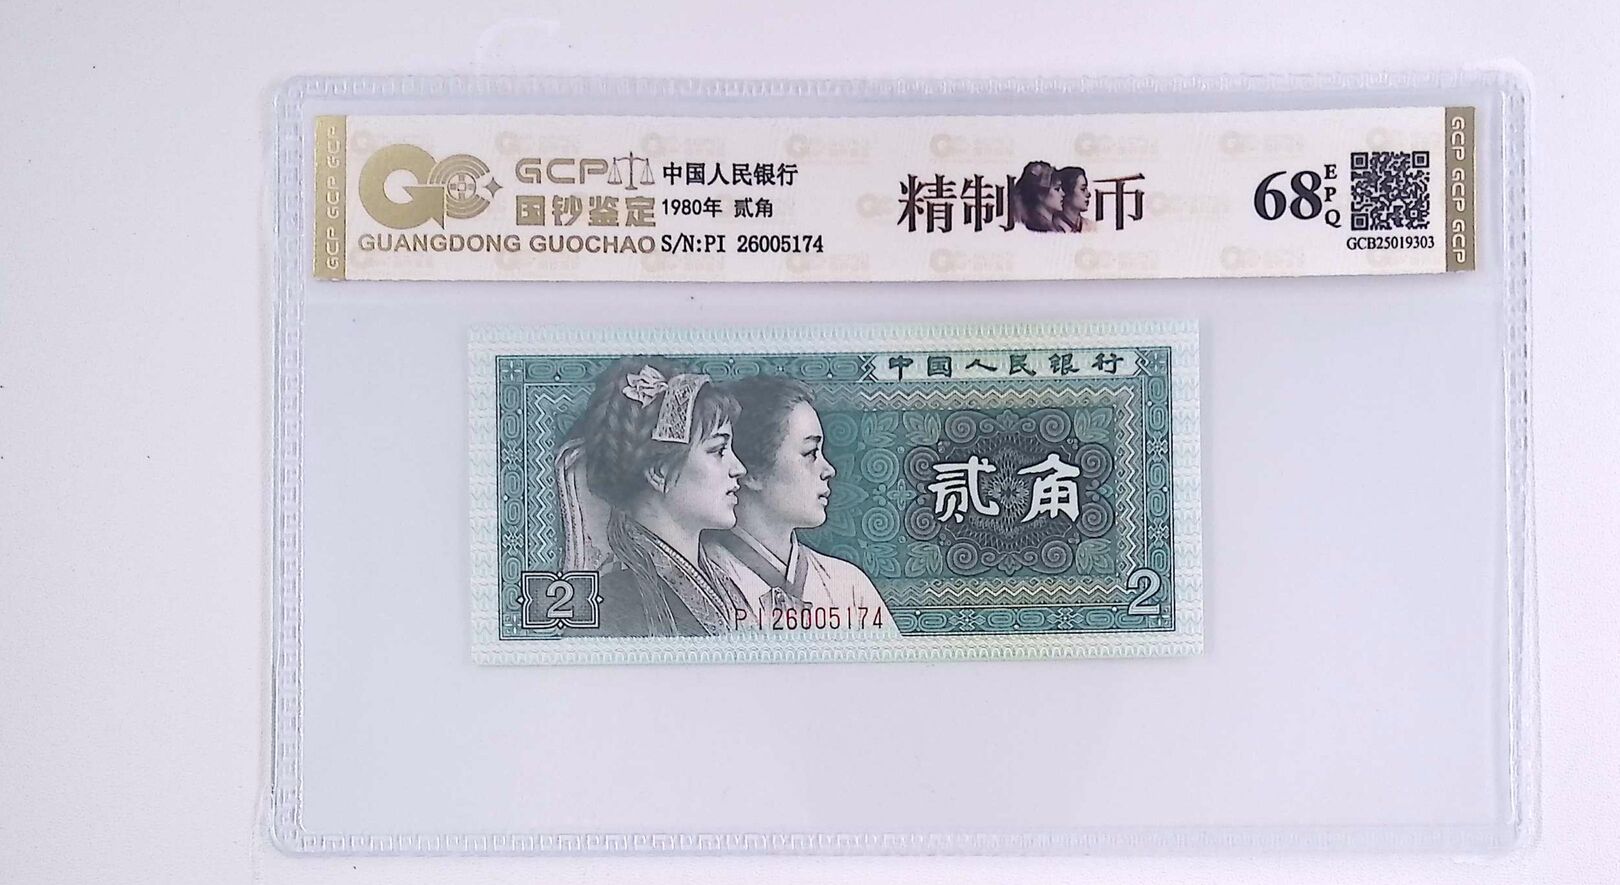 GCP
中国人民银行
国钞鉴定
1980年 贰角
GUANGDONG GUOCHAO
S/N:PI 26005174
精制币
68
EPQ
GCB25019303
GCP GCP GCP
GCP GCP GCP
中国人民银行
贰角
2
2
PI26005174